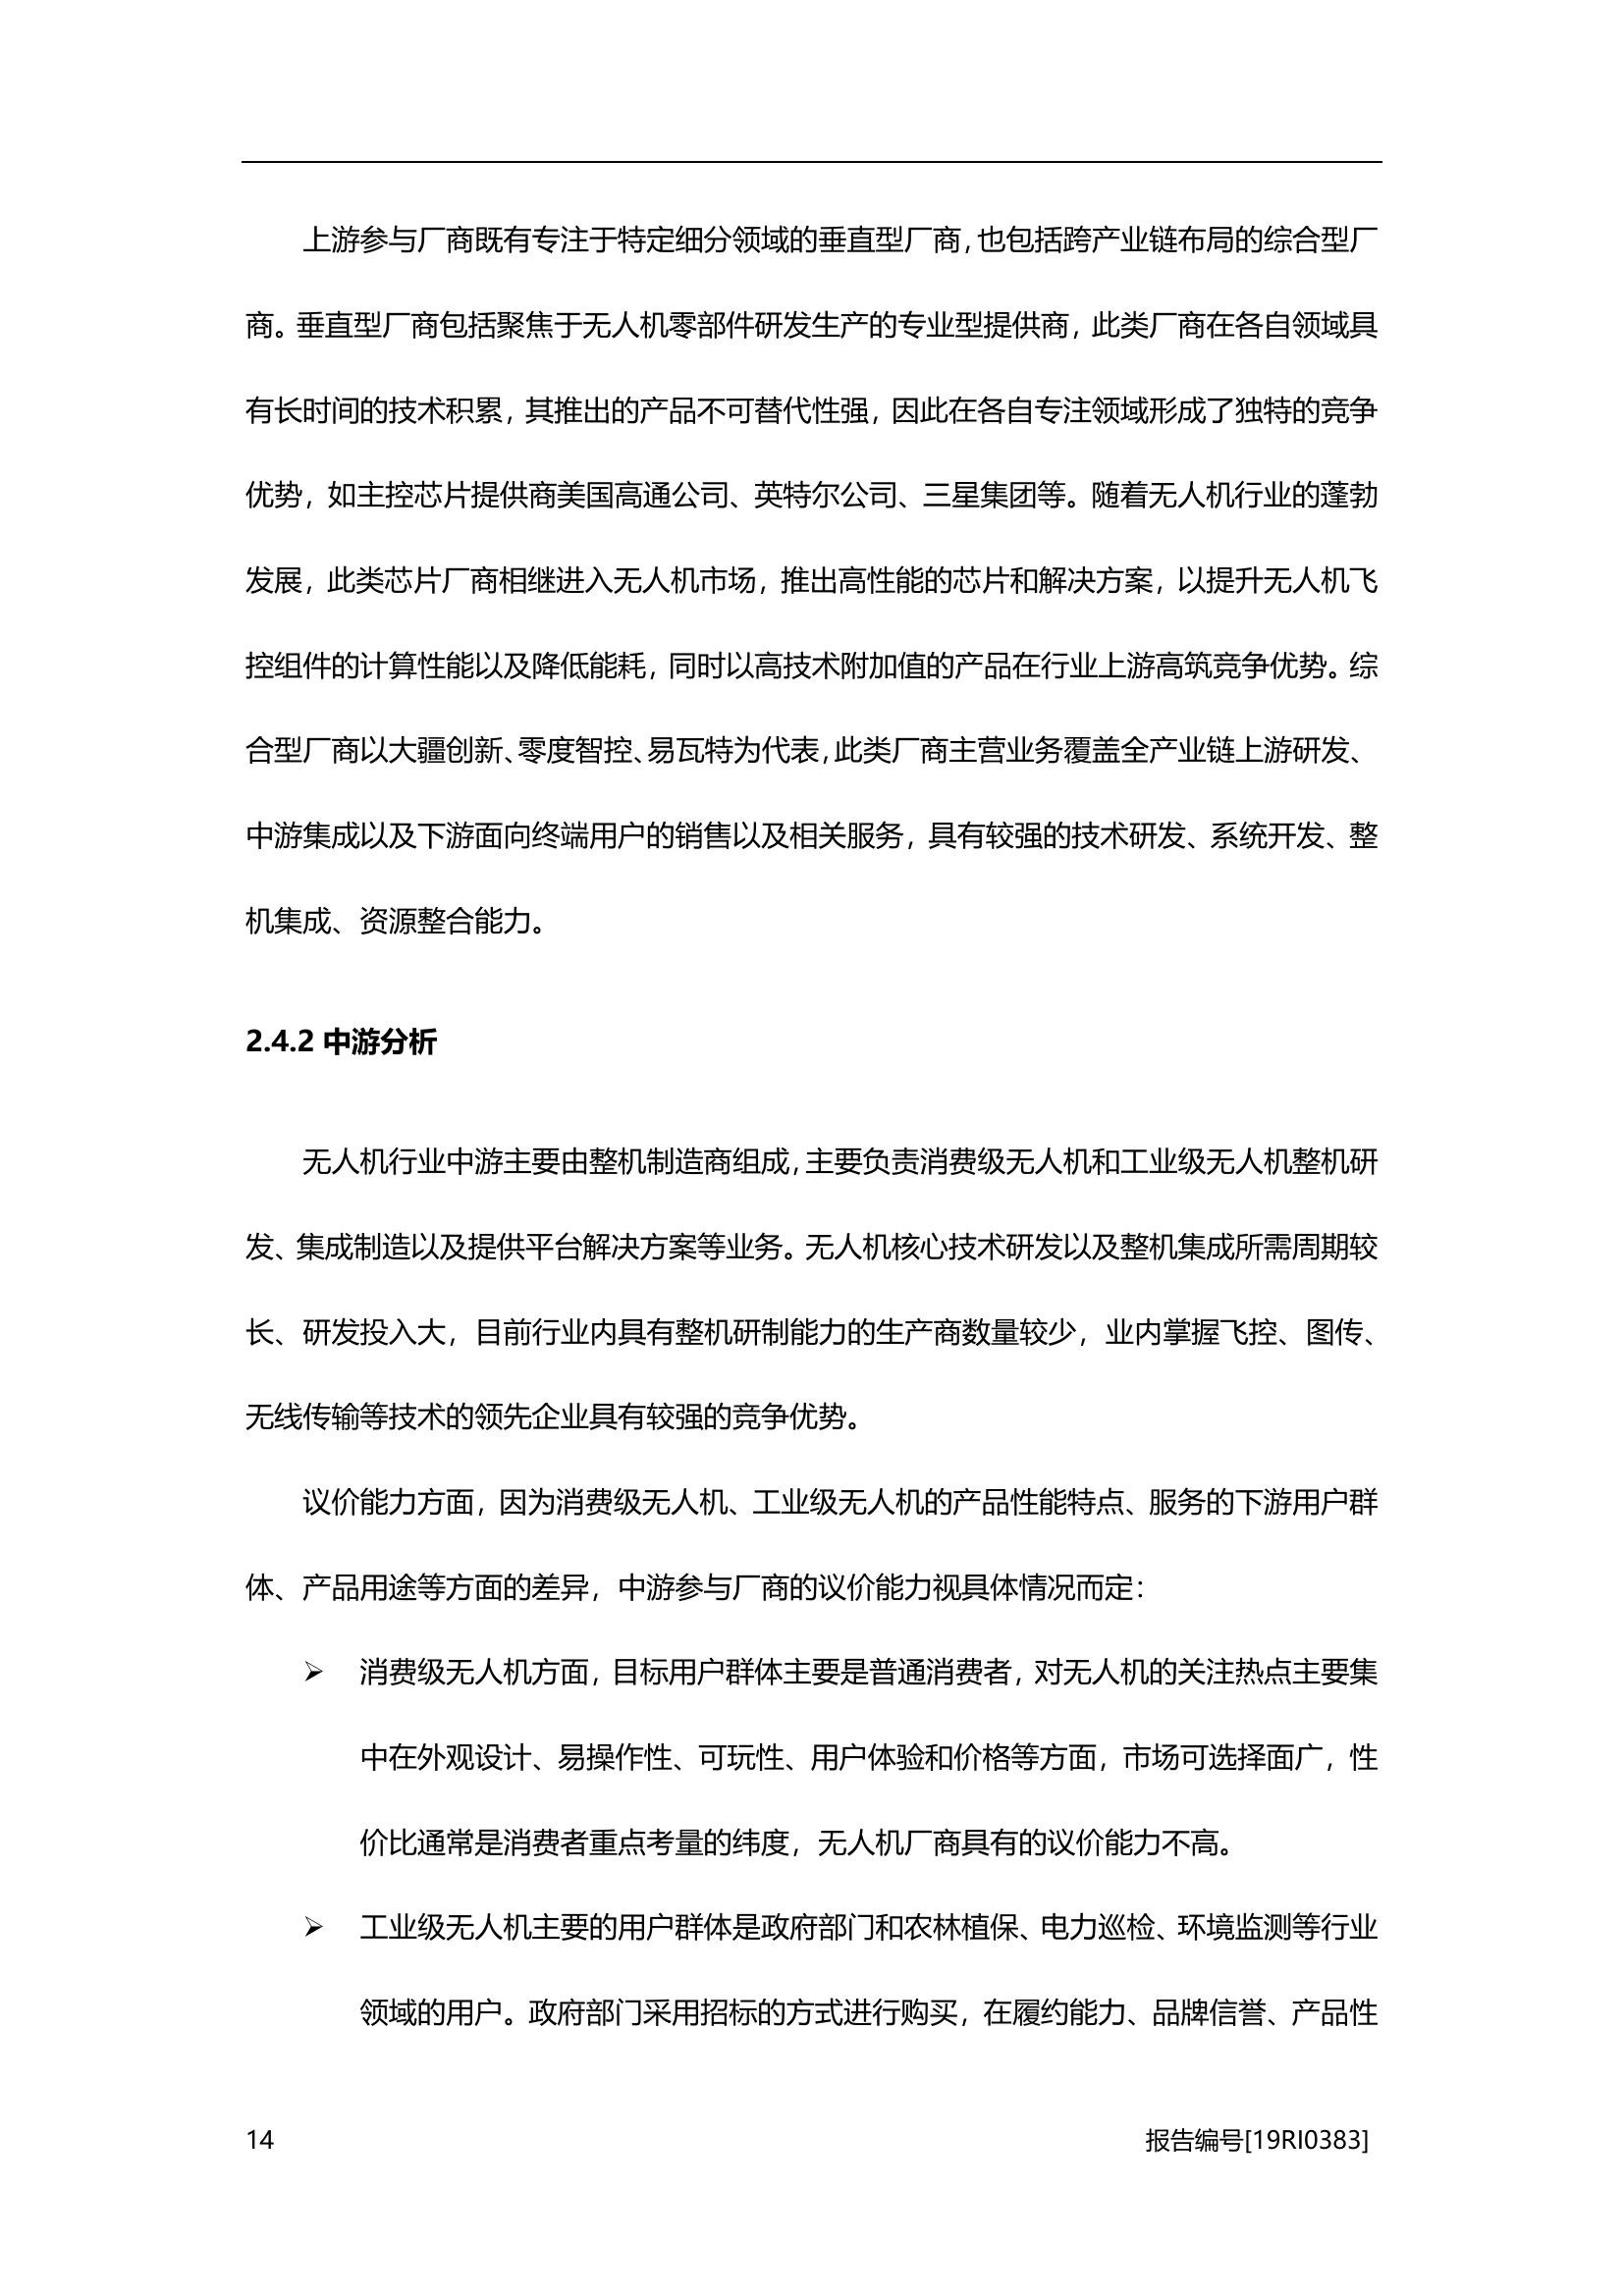 上游参与厂商既有专注于特定细分领域的垂直型厂商，也包括跨产业链布局的综合型厂
商。垂直型厂商包括聚焦于无人机零部件研发生产的专业型提供商，此类厂商在各自领域具
有长时间的技术积累，其推出的产品不可替代性强，因此在各自专注领域形成了独特的竞争
优势，如主控芯片提供商美国高通公司、英特尔公司、三星集团等。随着无人机行业的蓬勃
发展，此类芯片厂商相继进入无人机市场，推出高性能的芯片和解决方案，以提升无人机飞
控组件的计算性能以及降低能耗，同时以高技术附加值的产品在行业上游高筑竞争优势。综
合型厂商以大疆创新、零度智控、易瓦特为代表，此类厂商主营业务覆盖全产业链上游研发、
中游集成以及下游面向终端用户的销售以及相关服务，具有较强的技术研发、系统开发、整
机集成、资源整合能力。
2.4.2 中游分析
无人机行业中游主要由整机制造商组成，主要负责消费级无人机和工业级无人机整机研
发、集成制造以及提供平台解决方案等业务。无人机核心技术研发以及整机集成所需周期较
长、研发投入大，目前行业内具有整机研制能力的生产商数量较少，业内掌握飞控、图传、
无线传输等技术的领先企业具有较强的竞争优势。
议价能力方面，因为消费级无人机、工业级无人机的产品性能特点、服务的下游用户群
体、产品用途等方面的差异，中游参与厂商的议价能力视具体情况而定：
➢ 消费级无人机方面，目标用户群体主要是普通消费者，对无人机的关注热点主要集
中在外观设计、易操作性、可玩性、用户体验和价格等方面，市场可选择面广，性
价比通常是消费者重点考量的纬度，无人机厂商具有的议价能力不高。
➢ 工业级无人机主要的用户群体是政府部门和农林植保、电力巡检、环境监测等行业
领域的用户。政府部门采用招标的方式进行购买，在履约能力、品牌信誉、产品性
14 报告编号[19RI0383]